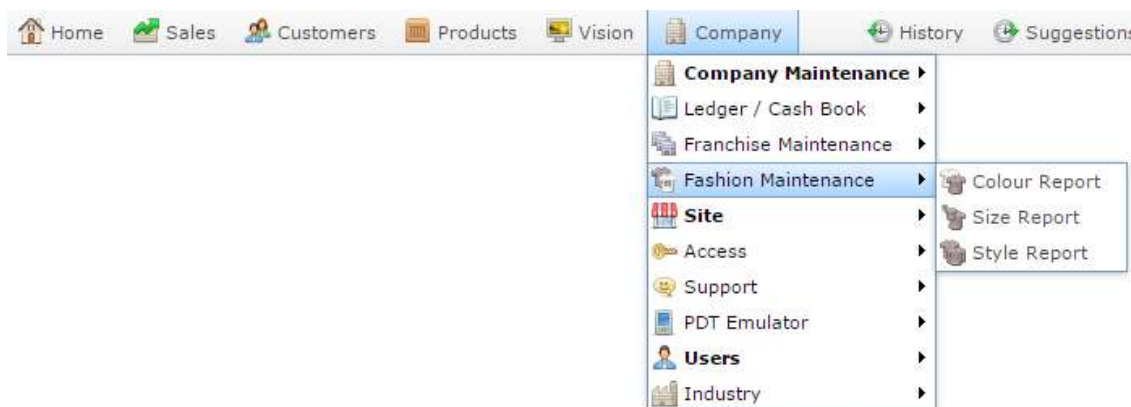 Home Sales Customers Products Vision Company History Suggestions
Company Maintenance
Ledger / Cash Book
Franchise Maintenance
Fashion Maintenance Colour Report
Site Size Report
Access Style Report
Support
PDT Emulator
Users
Industry